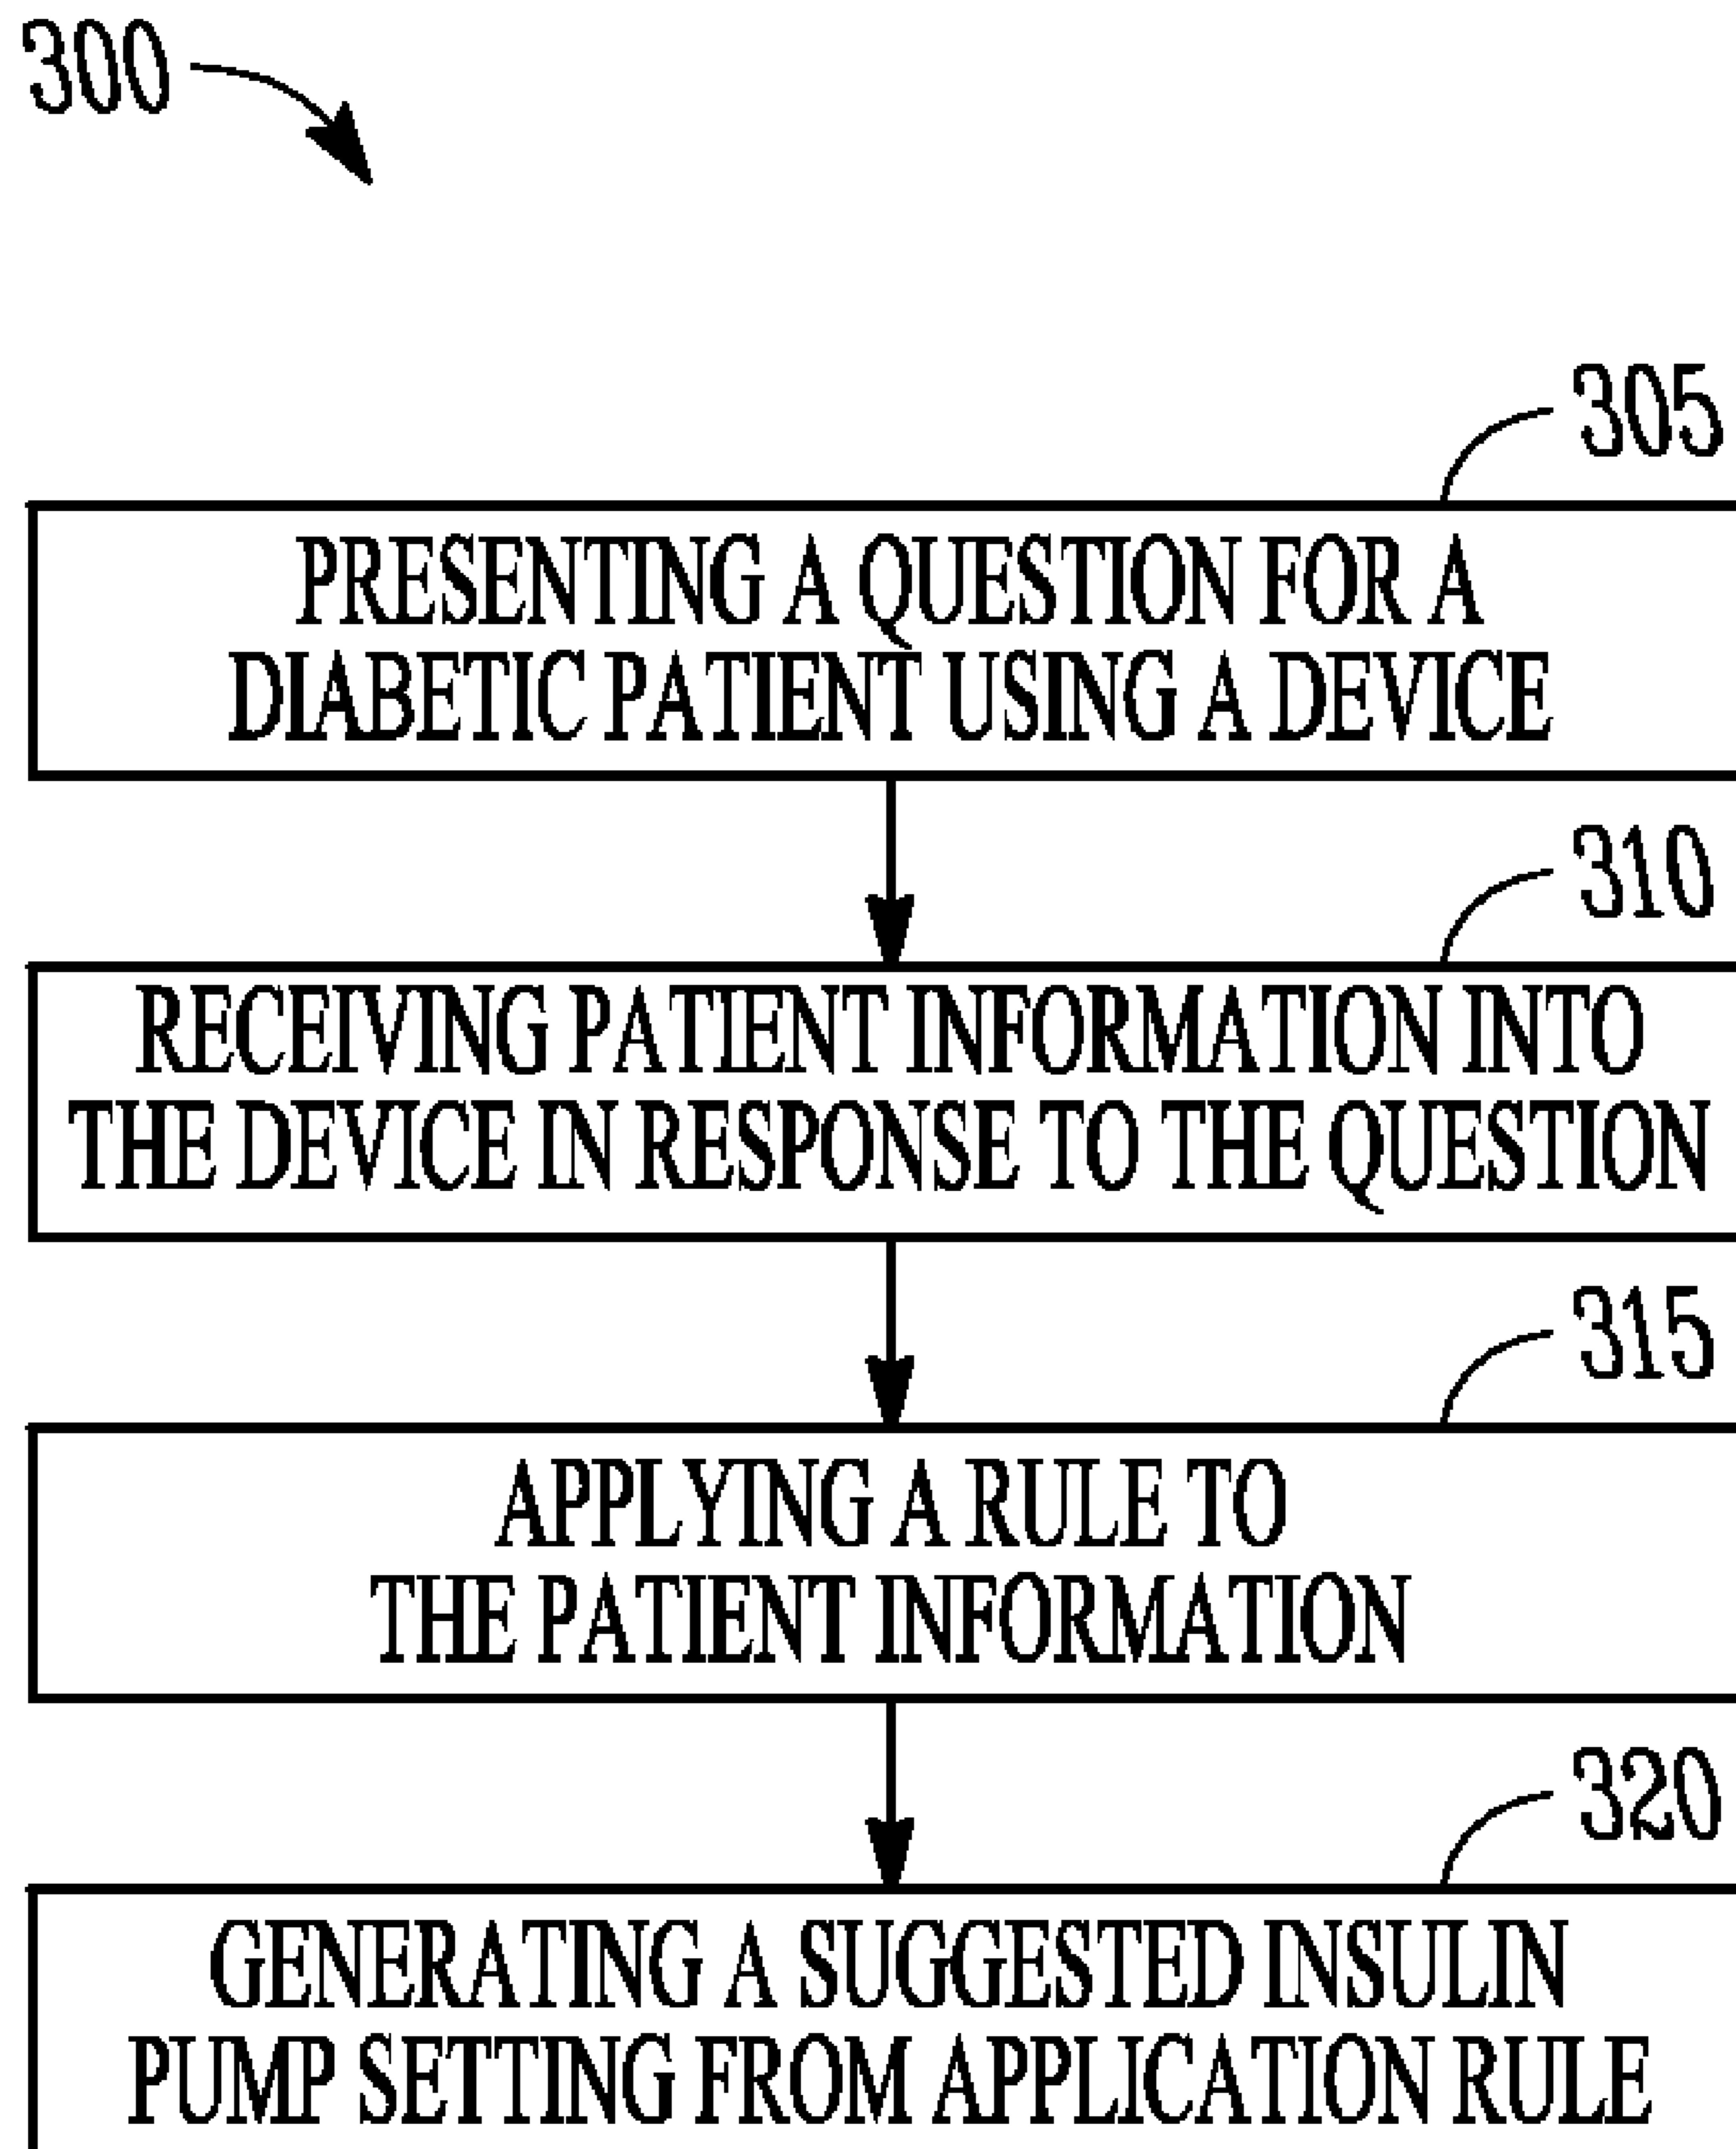 300
305
PRESENTING A QUESTION FOR A
DIABETIC PATIENT USING A DEVICE
310
RECEIVING PATIENT INFORMATION INTO
THE DEVICE IN RESPONSE TO THE QUESTION
315
APPLYING A RULE TO
THE PATIENT INFORMATION
320
GENERATING A SUGGESTED INSULIN
PUMP SETTING FROM APPLICATION RULE